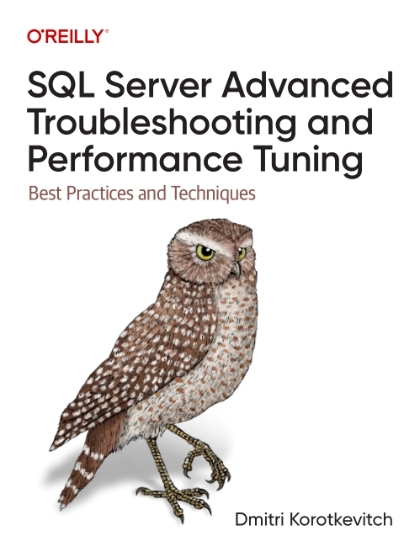 O'REILLY®
SQL Server Advanced
Troubleshooting and
Performance Tuning
Best Practices and Techniques
Dmitri Korotkevitch